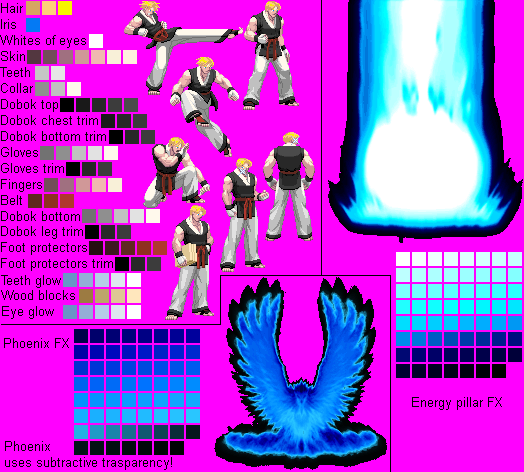 Hair
Iris
Whites of eyes
Skin
Teeth
Collar
Dobok top
Dobok chest trim
Dobok bottom trim
Gloves
Gloves trim
Fingers
Belt
Dobok bottom
Dobok leg trim
Foot protectors
Foot protectors trim
Teeth glow
Wood blocks
Eye glow
Phoenix FX
Phoenix
uses subtractive trasparency!
Energy pillar FX